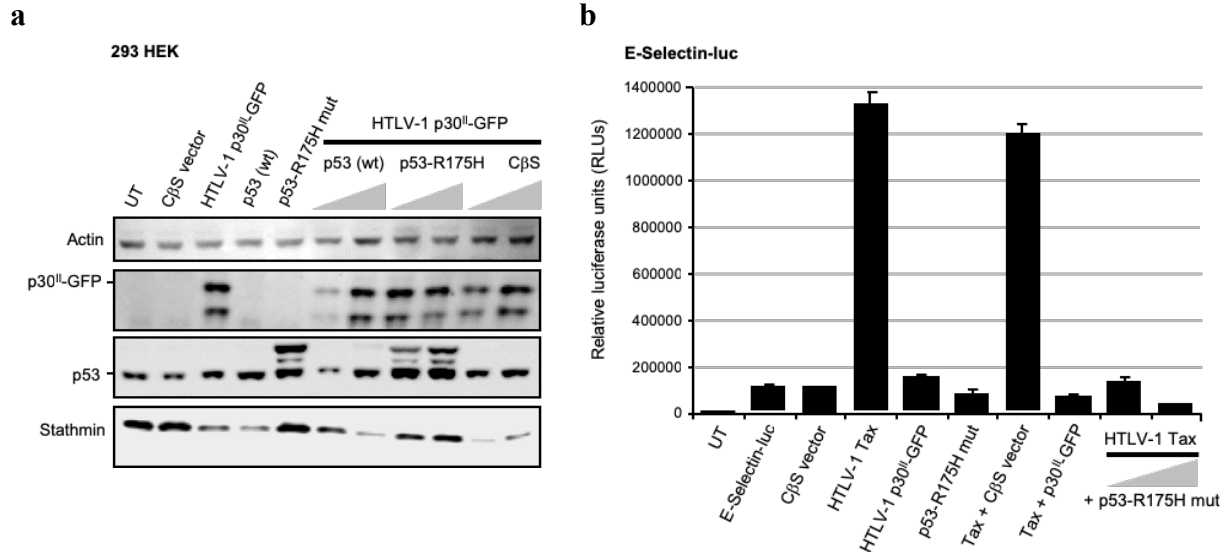 a
293 HEK
UT
CβS vector
HTLV-1 p30ᴵᴵ-GFP
p53 (wt)
p53-R175H mut
HTLV-1 p30ᴵᴵ-GFP
p53 (wt) p53-R175H CβS
Actin
p30ᴵᴵ-GFP
p53
Stathmin
b
E-Selectin-luc
Relative luciferase units (RLUs)
1400000
1200000
1000000
800000
600000
400000
200000
0
UT
E-Selectin-luc
CβS vector
HTLV-1 Tax
HTLV-1 p30ᴵᴵ-GFP
p53-R175H mut
Tax + CβS vector
Tax + p30ᴵᴵ-GFP
HTLV-1 Tax
+ p53-R175H mut